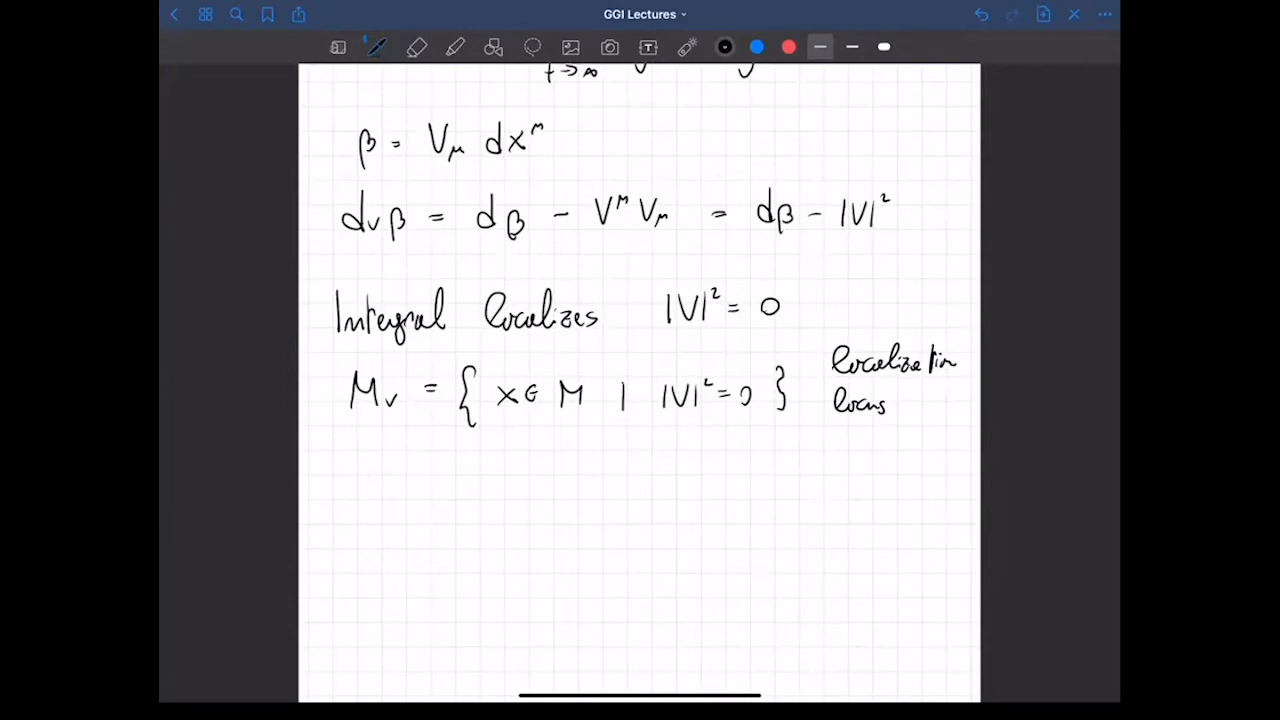 GGI Lectures
t→∞
β = V_μ dx^μ
d_V β = dβ - V^μ V_μ = dβ - |V|²
Integral localizes |V|² = 0
M_V = { x ∈ M | |V|² = 0 } localization locus